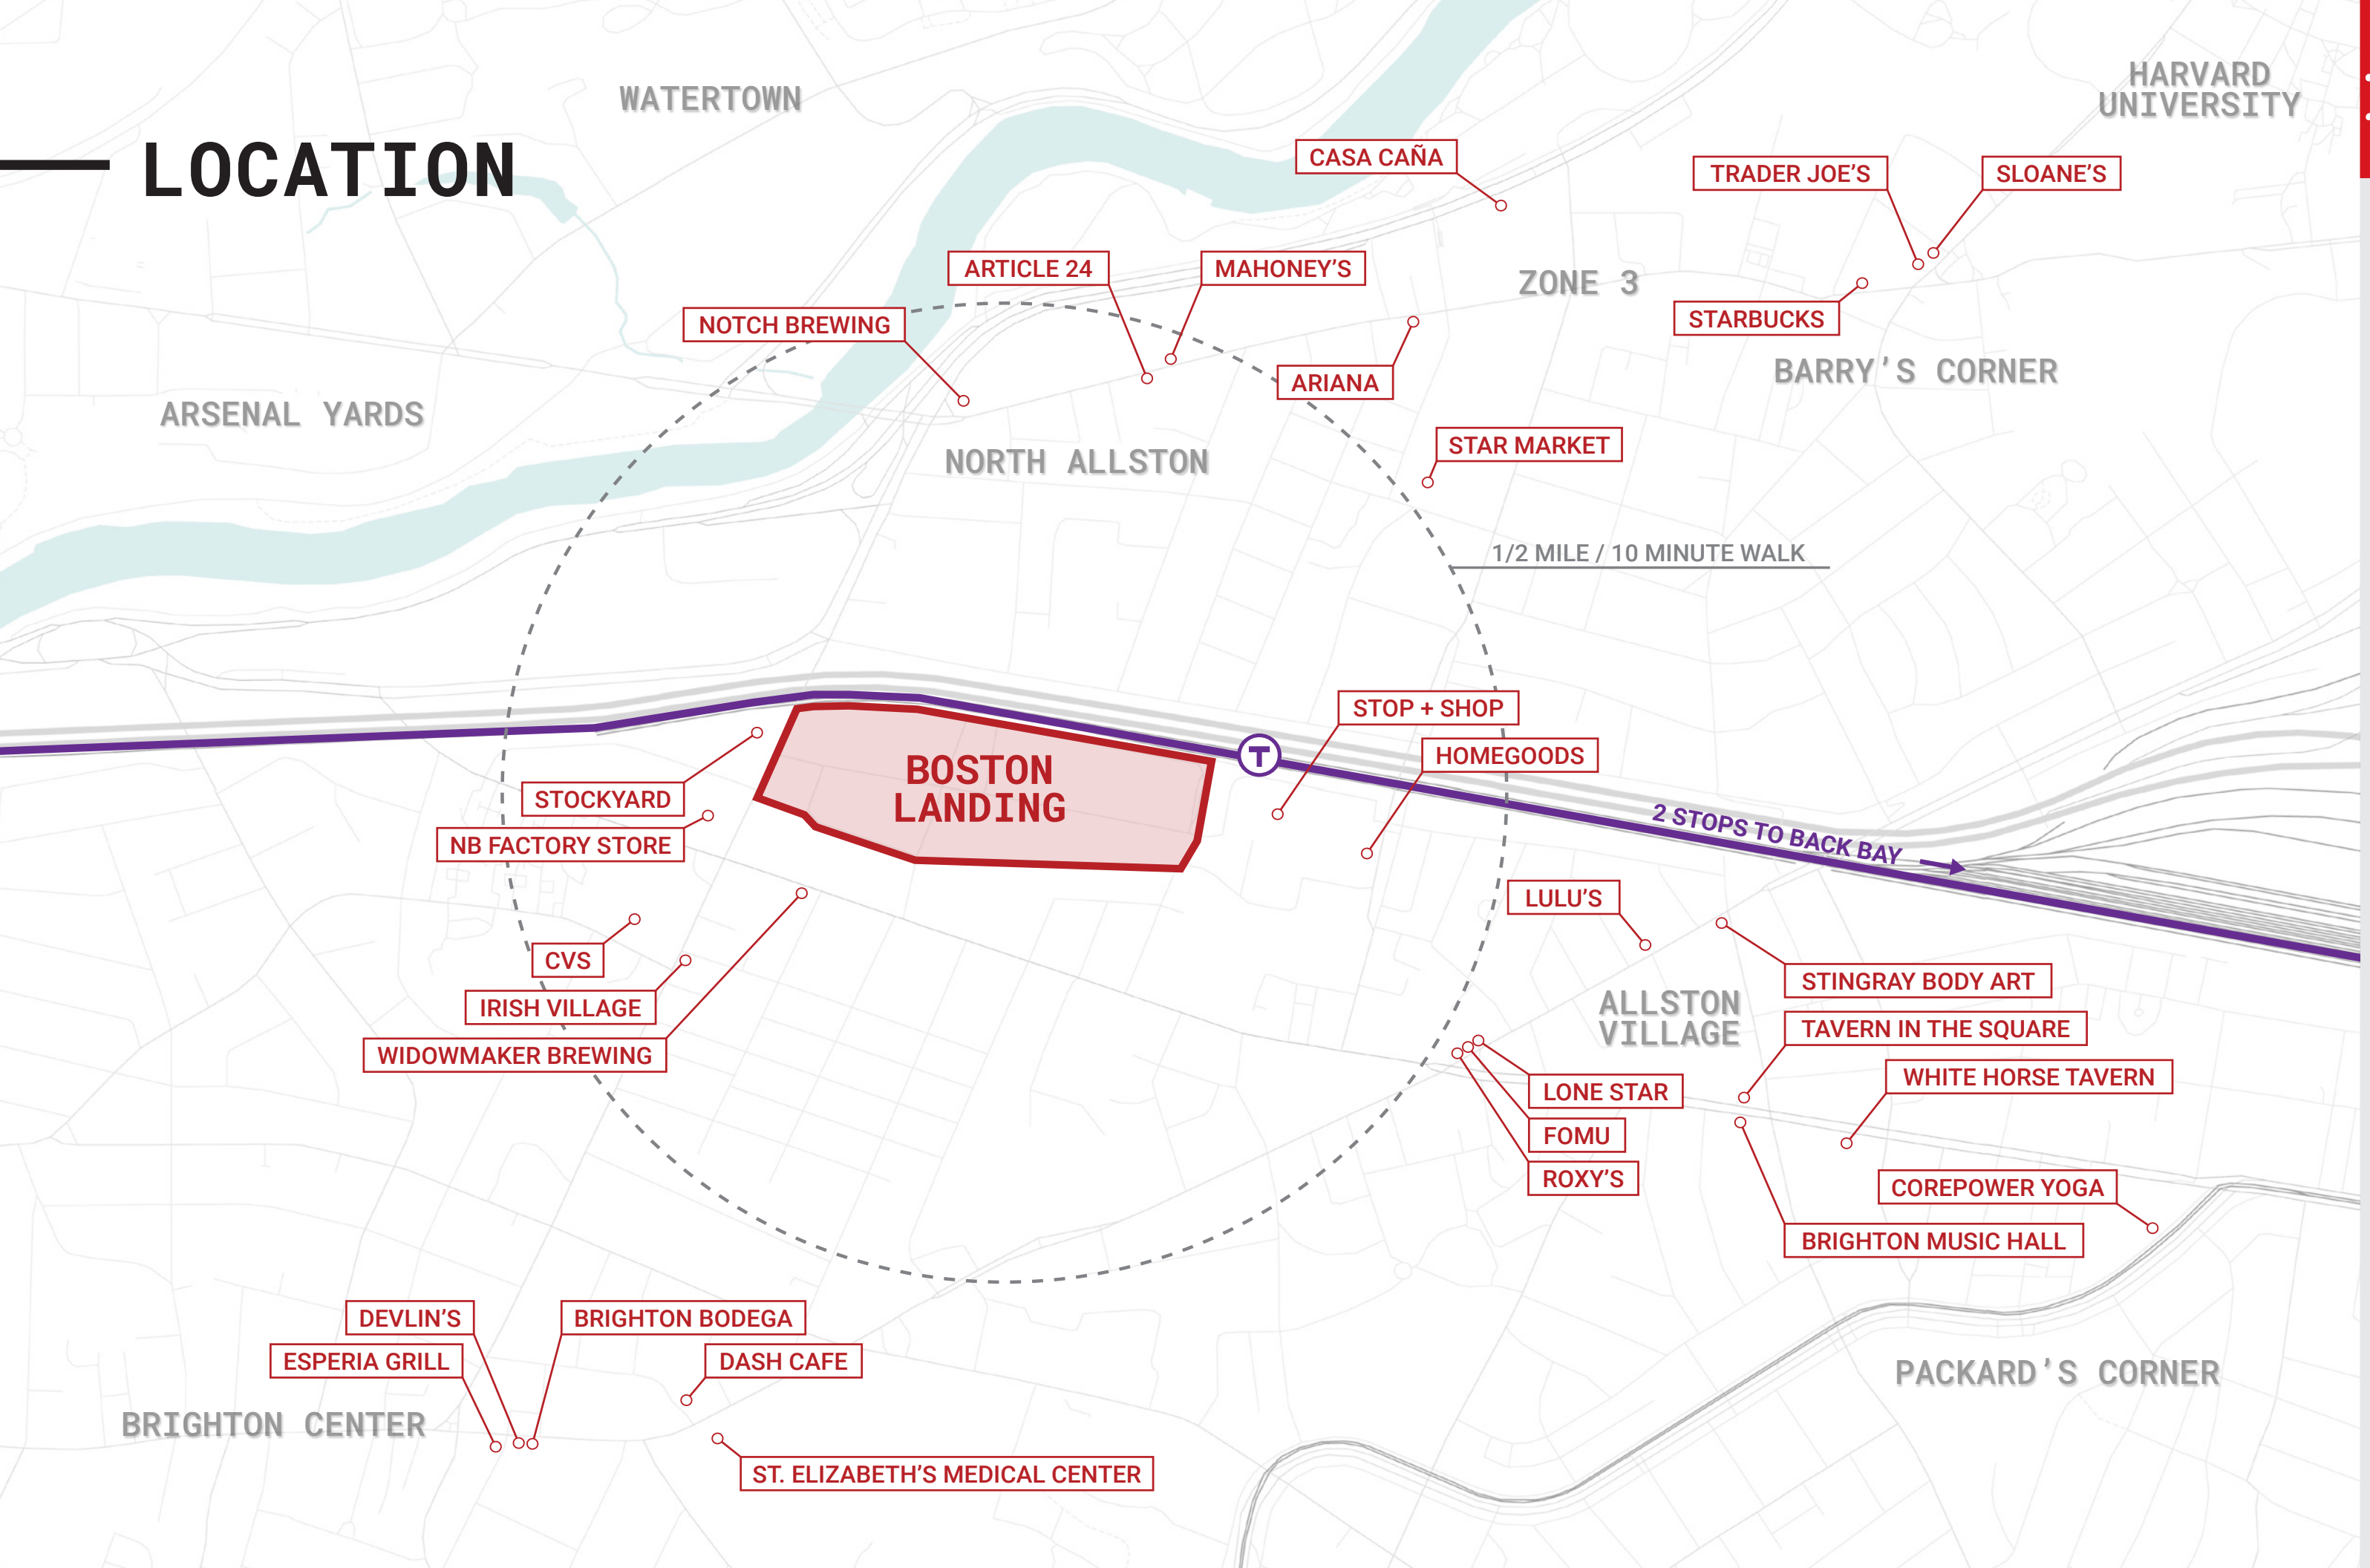 HARVARD
UNIVERSITY
WATERTOWN
LOCATION
CASA CAÑA
TRADER JOE’S
SLOANE’S
ARTICLE 24
MAHONEY’S
ZONE 3
NOTCH BREWING
STARBUCKS
ARIANA
BARRY’S CORNER
ARSENAL YARDS
STAR MARKET
NORTH ALLSTON
1/2 MILE / 10 MINUTE WALK
STOP + SHOP
HOMEGOODS
T
BOSTON
LANDING
STOCKYARD
NB FACTORY STORE
2 STOPS TO BACK BAY
LULU’S
CVS
STINGRAY BODY ART
IRISH VILLAGE
ALLSTON
VILLAGE
TAVERN IN THE SQUARE
WIDOWMAKER BREWING
WHITE HORSE TAVERN
LONE STAR
FOMU
ROXY’S
COREPOWER YOGA
BRIGHTON MUSIC HALL
DEVLIN’S
BRIGHTON BODEGA
ESPERIA GRILL
DASH CAFE
PACKARD’S CORNER
BRIGHTON CENTER
ST. ELIZABETH’S MEDICAL CENTER